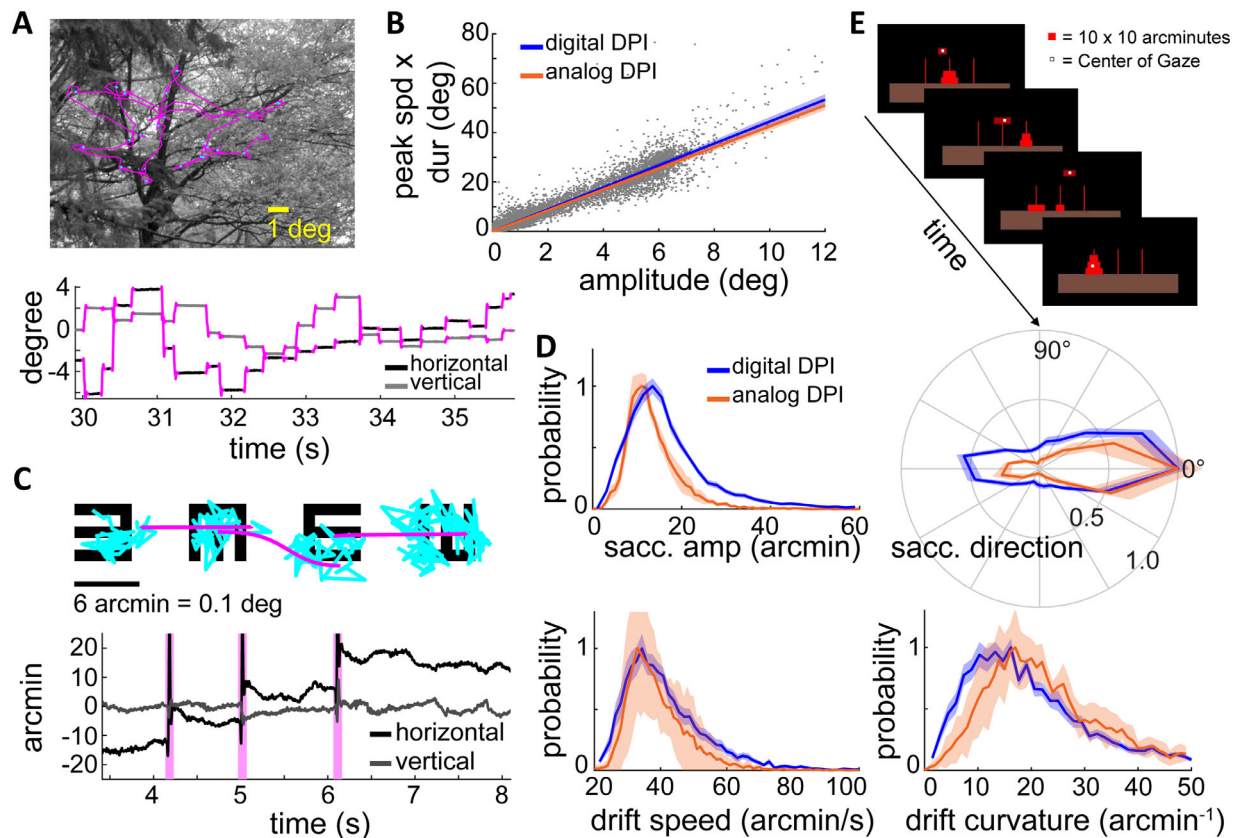 A
1 deg
degree
4
0
-4
horizontal
vertical
30
31
32
33
34
35
time (s)
B
peak spd x
dur (deg)
80
60
40
20
0
digital DPI
analog DPI
0
2
4
6
8
10
12
amplitude (deg)
C
6 arcmin = 0.1 deg
arcmin
20
10
0
-10
-20
horizontal
vertical
4
5
6
7
8
time (s)
D
probability
1
digital DPI
analog DPI
0
20
40
60
sacc. amp (arcmin)
90°
0°
0.5
1.0
sacc. direction
probability
1
20
40
60
80
100
drift speed (arcmin/s)
probability
1
0
10
20
30
40
50
drift curvature (arcmin-1)
E
= 10 x 10 arcminutes
= Center of Gaze
time